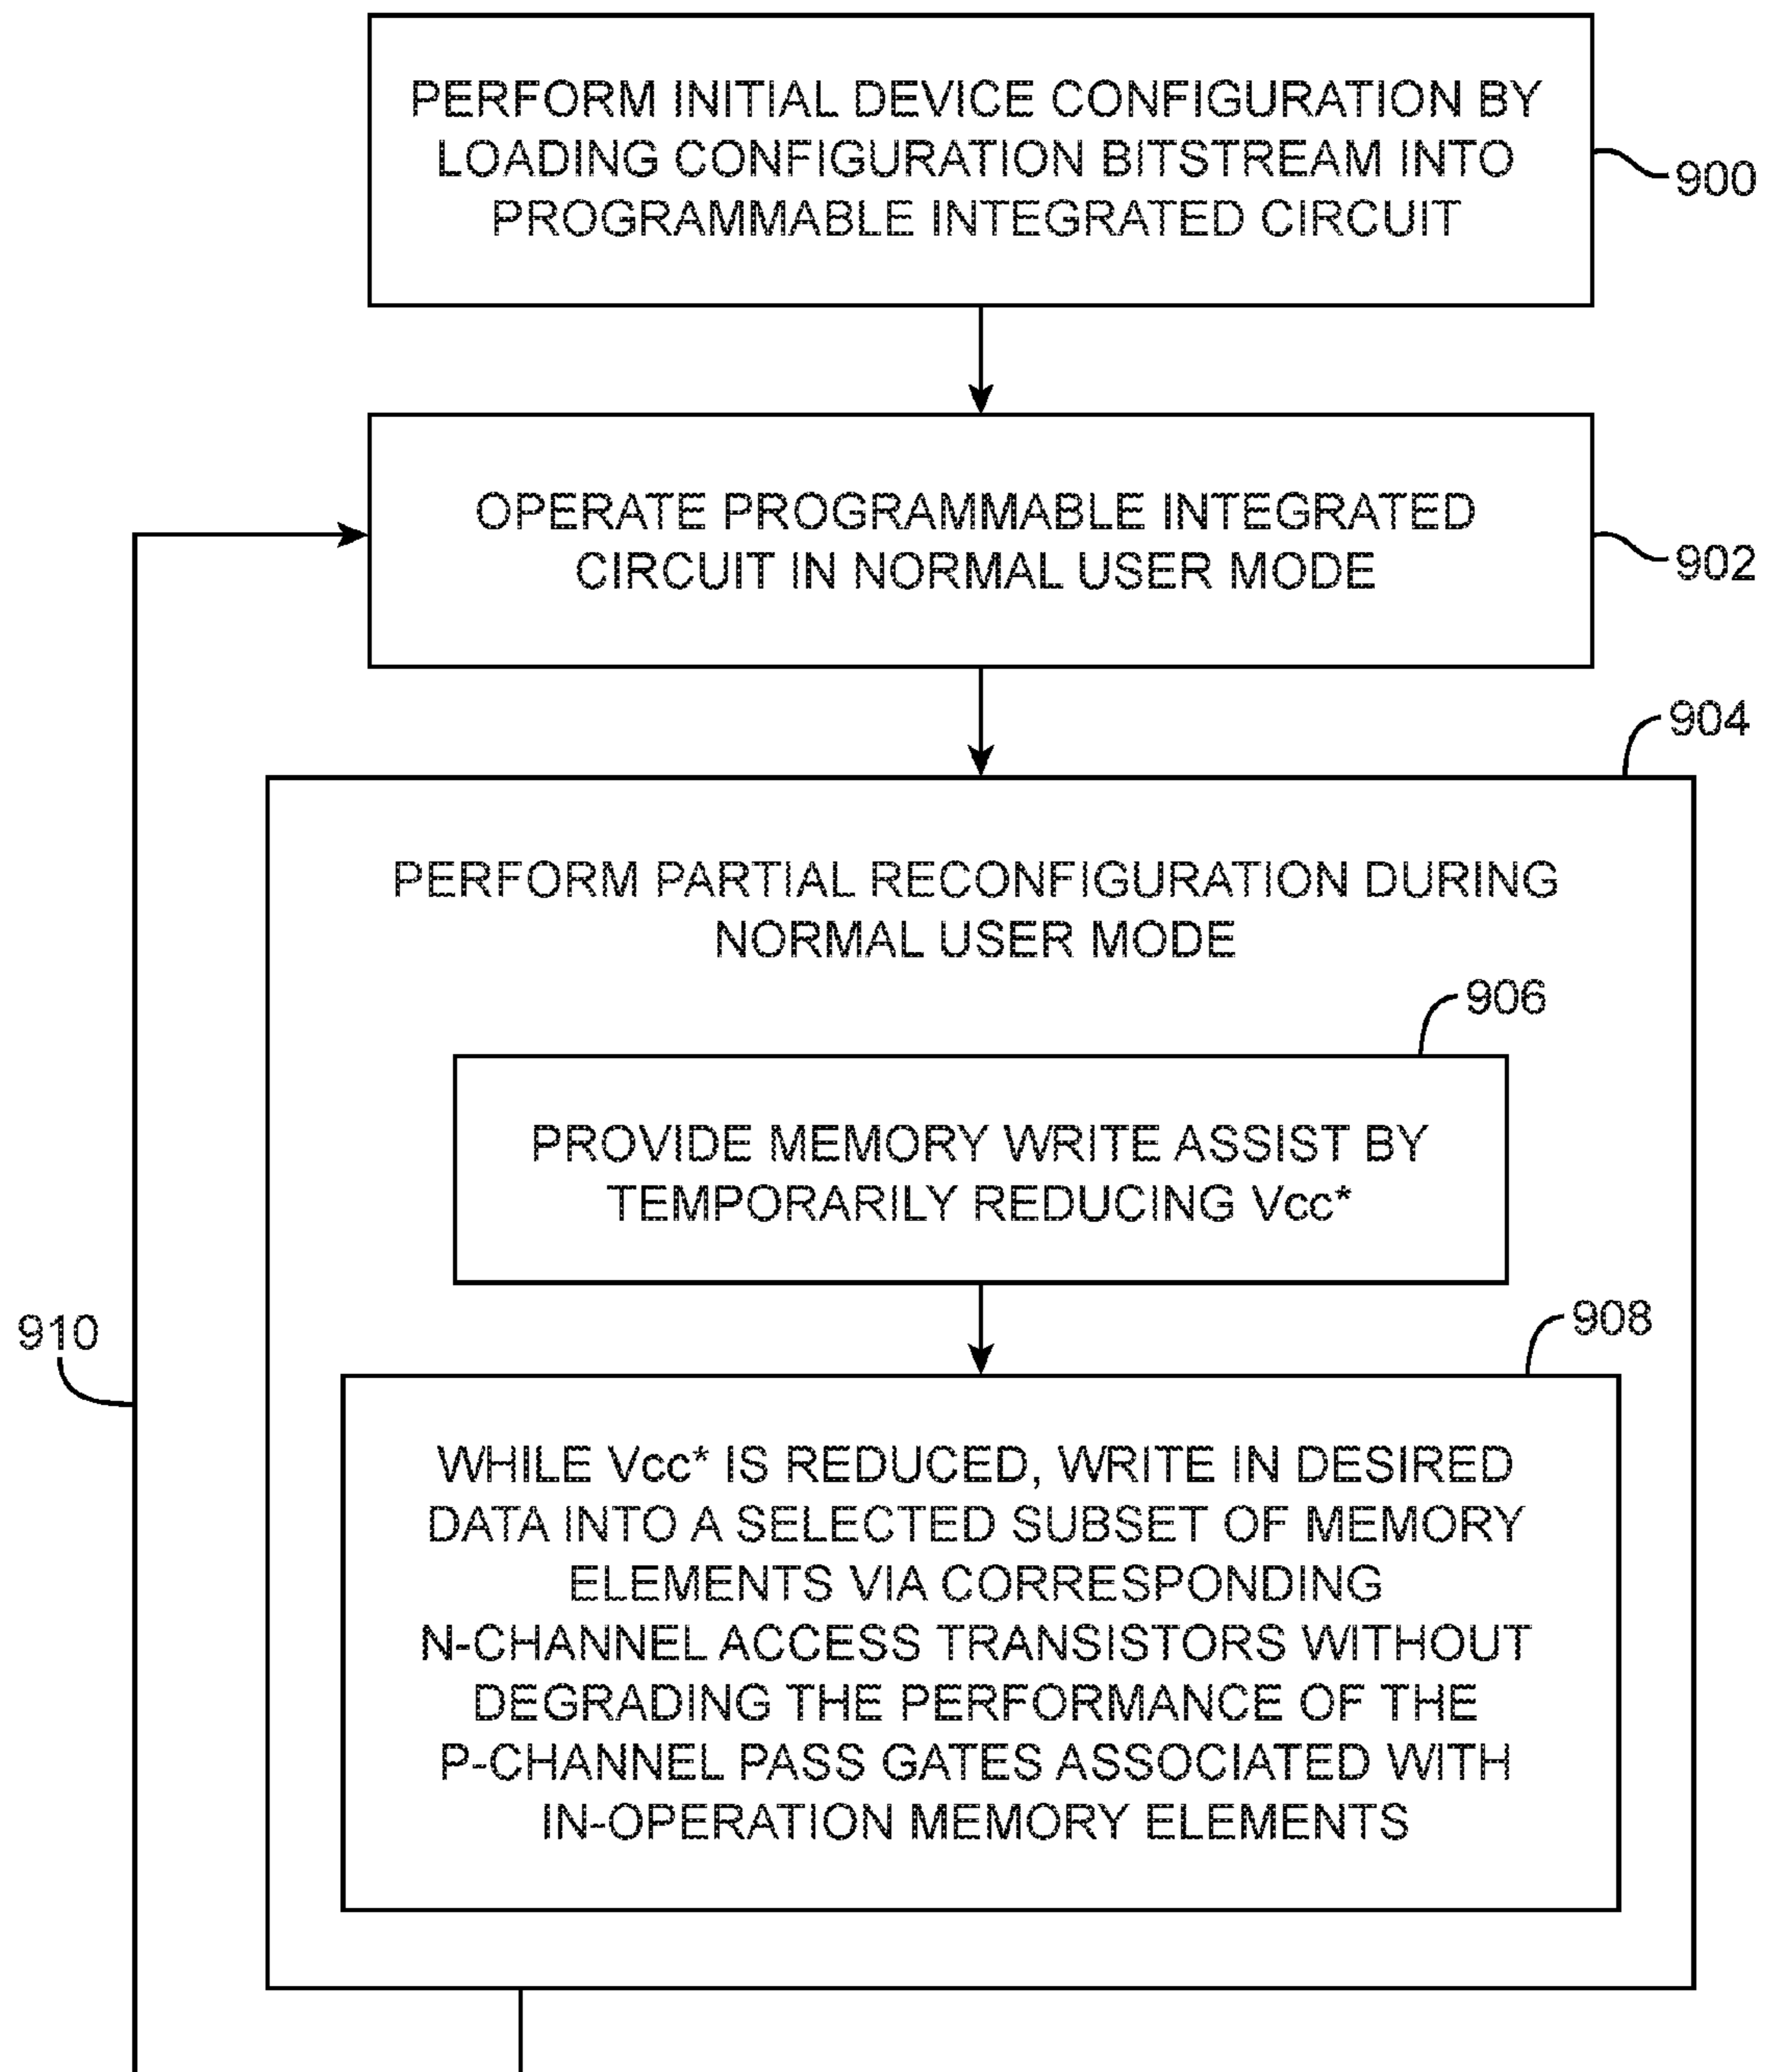 PERFORM INITIAL DEVICE CONFIGURATION BY
LOADING CONFIGURATION BITSTREAM INTO
PROGRAMMABLE INTEGRATED CIRCUIT
900
OPERATE PROGRAMMABLE INTEGRATED
CIRCUIT IN NORMAL USER MODE
902
904
PERFORM PARTIAL RECONFIGURATION DURING
NORMAL USER MODE
906
PROVIDE MEMORY WRITE ASSIST BY
TEMPORARILY REDUCING Vcc*
910
908
WHILE Vcc* IS REDUCED, WRITE IN DESIRED
DATA INTO A SELECTED SUBSET OF MEMORY
ELEMENTS VIA CORRESPONDING
N-CHANNEL ACCESS TRANSISTORS WITHOUT
DEGRADING THE PERFORMANCE OF THE
P-CHANNEL PASS GATES ASSOCIATED WITH
IN-OPERATION MEMORY ELEMENTS